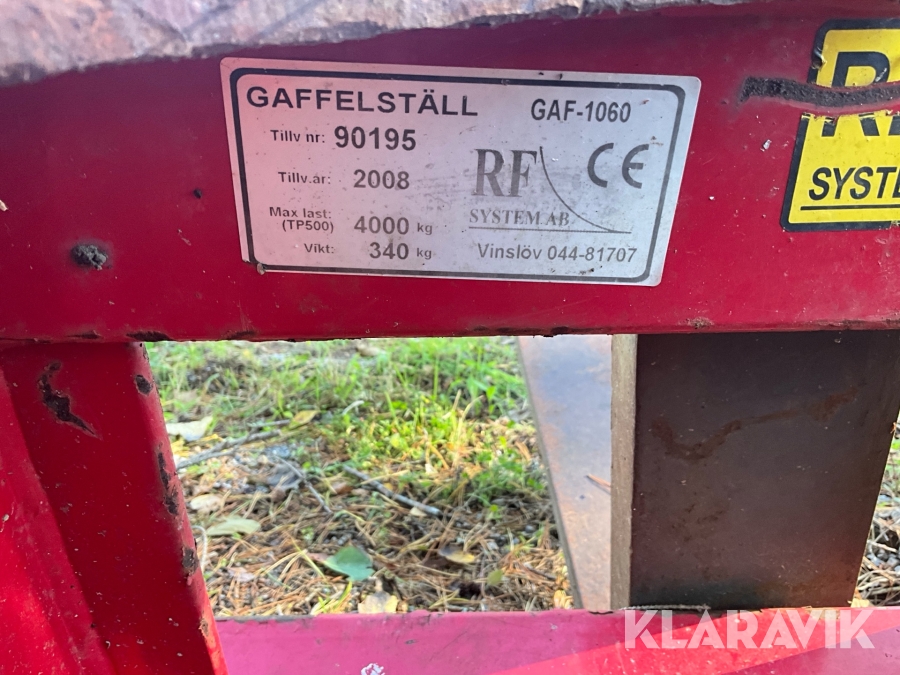 GAFFELSTÄLL GAF-1060
Tillv nr: 90195
Tillv.år: 2008
Max last: (TP500) 4000 kg
Vikt: 340 kg
RF
SYSTEM AB
CE
Vinslöv 044-81707
SYSTE
KLARAVIK